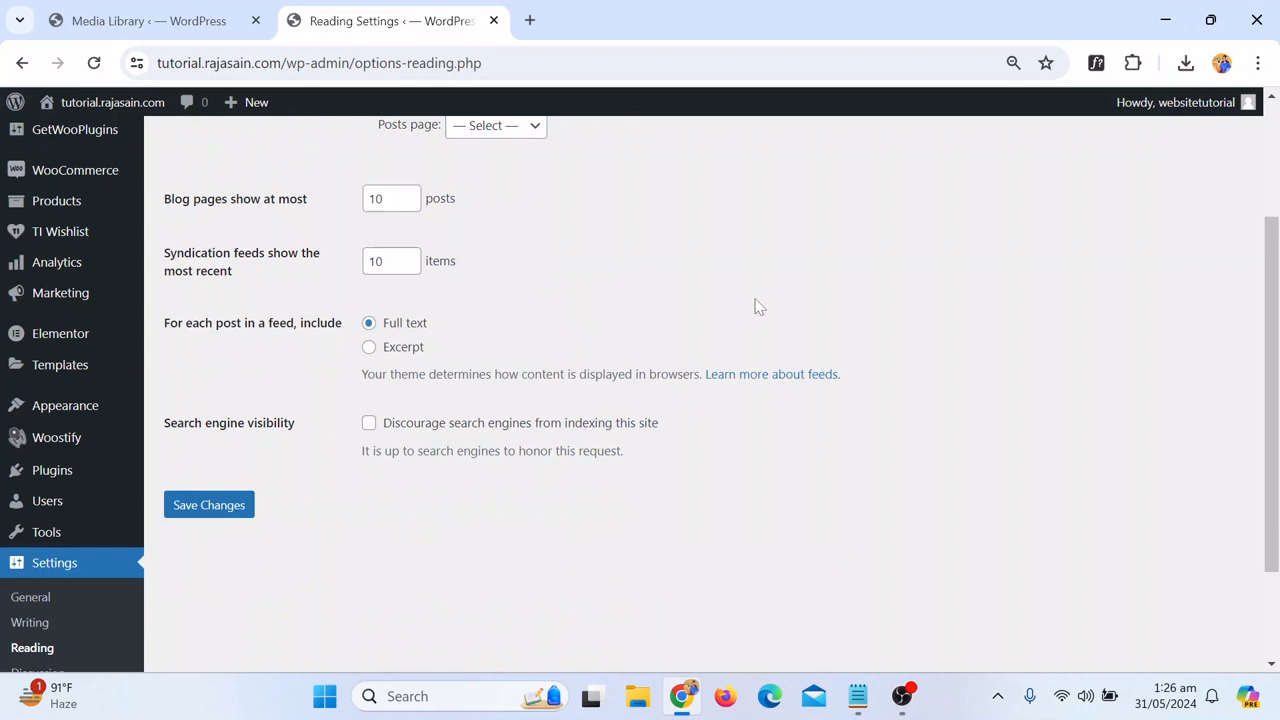 Media Library ‹ — WordPress
Reading Settings ‹ — WordPres
tutorial.rajasain.com/wp-admin/options-reading.php
tutorial.rajasain.com
0
New
Howdy, websitetutorial
GetWooPlugins
WooCommerce
Products
TI Wishlist
Analytics
Marketing
Elementor
Templates
Appearance
Woostify
Plugins
Users
Tools
Settings
General
Writing
Reading
Posts page: — Select —
Blog pages show at most 10 posts
Syndication feeds show the
most recent
10 items
For each post in a feed, include
Full text
Excerpt
Your theme determines how content is displayed in browsers. Learn more about feeds.
Search engine visibility
Discourage search engines from indexing this site
It is up to search engines to honor this request.
Save Changes
1
91°F
Haze
Search
1:26 am
31/05/2024
PRE